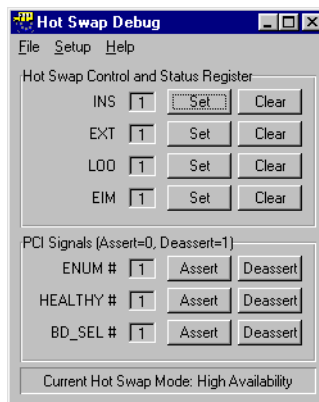 Hot Swap Debug
File Setup Help
Hot Swap Control and Status Register
INS 1 Set Clear
EXT 1 Set Clear
LOO 1 Set Clear
EIM 1 Set Clear
PCI Signals (Assert=0, Deassert=1)
ENUM # 1 Assert Deassert
HEALTHY # 1 Assert Deassert
BD_SEL # 1 Assert Deassert
Current Hot Swap Mode: High Availability